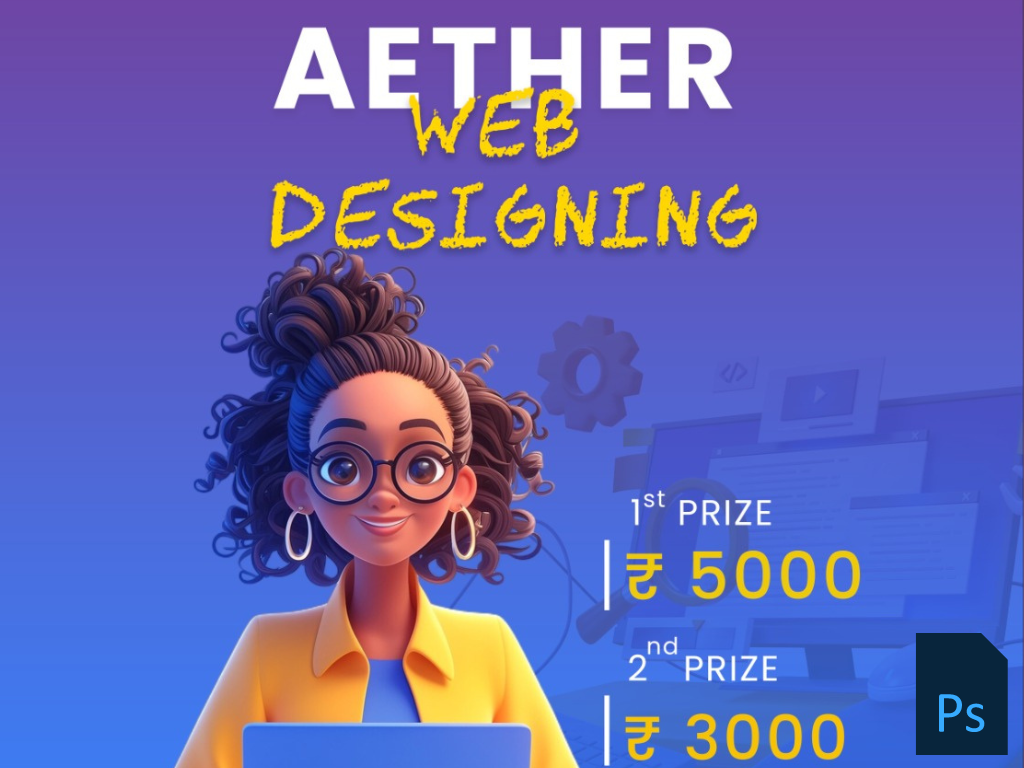 AETHER
WEB
DESIGNING
</>
1st PRIZE
₹ 5000
2nd PRIZE
₹ 3000
Ps